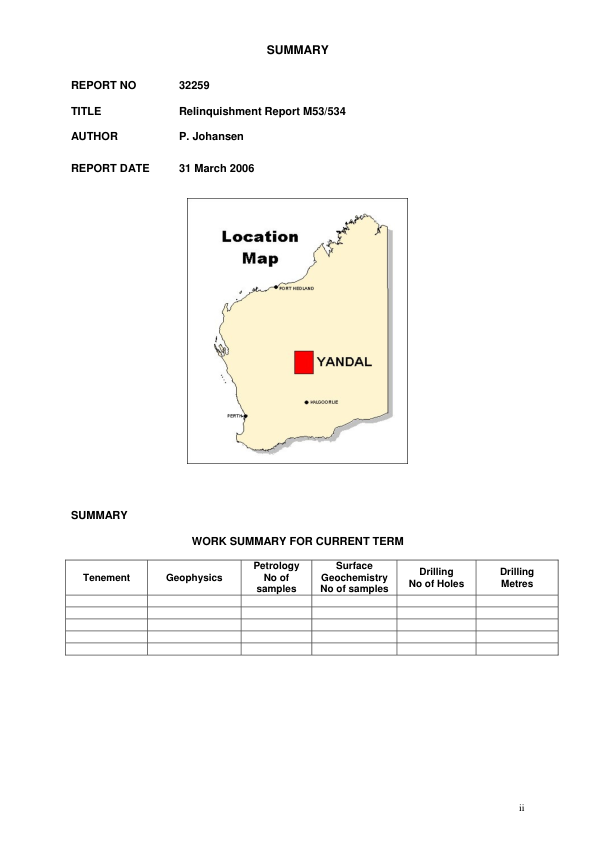 SUMMARY
REPORT NO 32259
TITLE Relinquishment Report M53/534
AUTHOR P. Johansen
REPORT DATE 31 March 2006
Location
Map
PORT HEDLAND
YANDAL
KALGOORLIE
PERTH
SUMMARY
WORK SUMMARY FOR CURRENT TERM
Tenement Geophysics Petrology No of samples Surface Geochemistry No of samples Drilling No of Holes Drilling Metres
ii